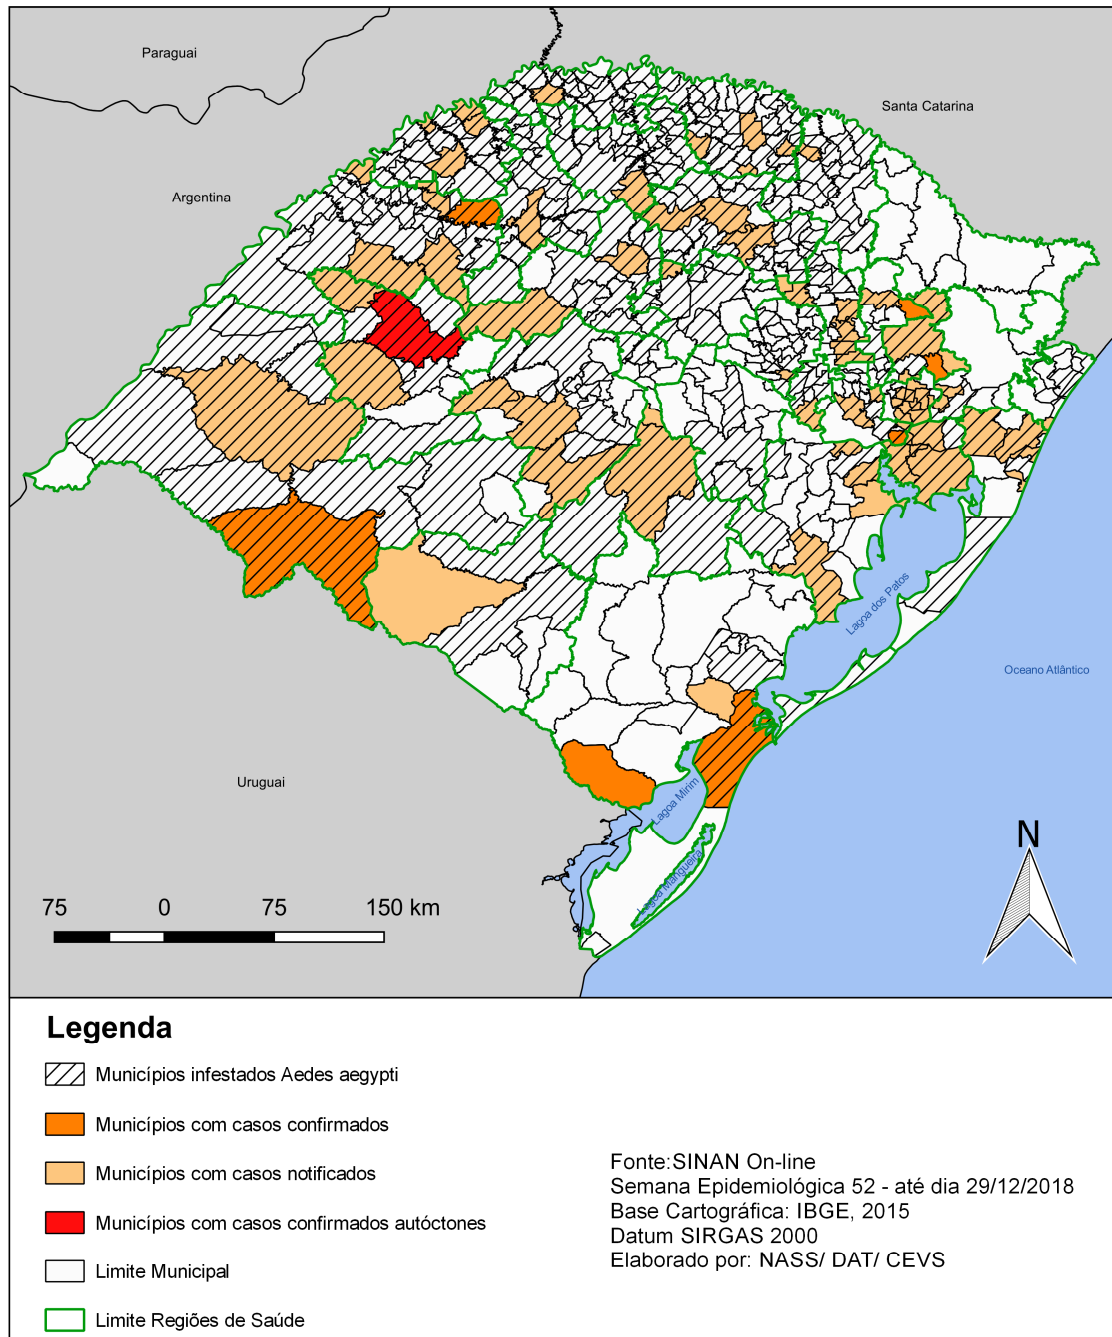 Paraguai
Santa Catarina
Argentina
Lagoa dos Patos
Oceano Atlântico
Uruguai
Lagoa Mirim
Lagoa Mangueira
N
75 0 75 150 km
Legenda
Municípios infestados Aedes aegypti
Municípios com casos confirmados
Municípios com casos notificados
Municípios com casos confirmados autóctones
Limite Municipal
Limite Regiões de Saúde
Fonte:SINAN On-line
Semana Epidemiológica 52 - até dia 29/12/2018
Base Cartográfica: IBGE, 2015
Datum SIRGAS 2000
Elaborado por: NASS/ DAT/ CEVS